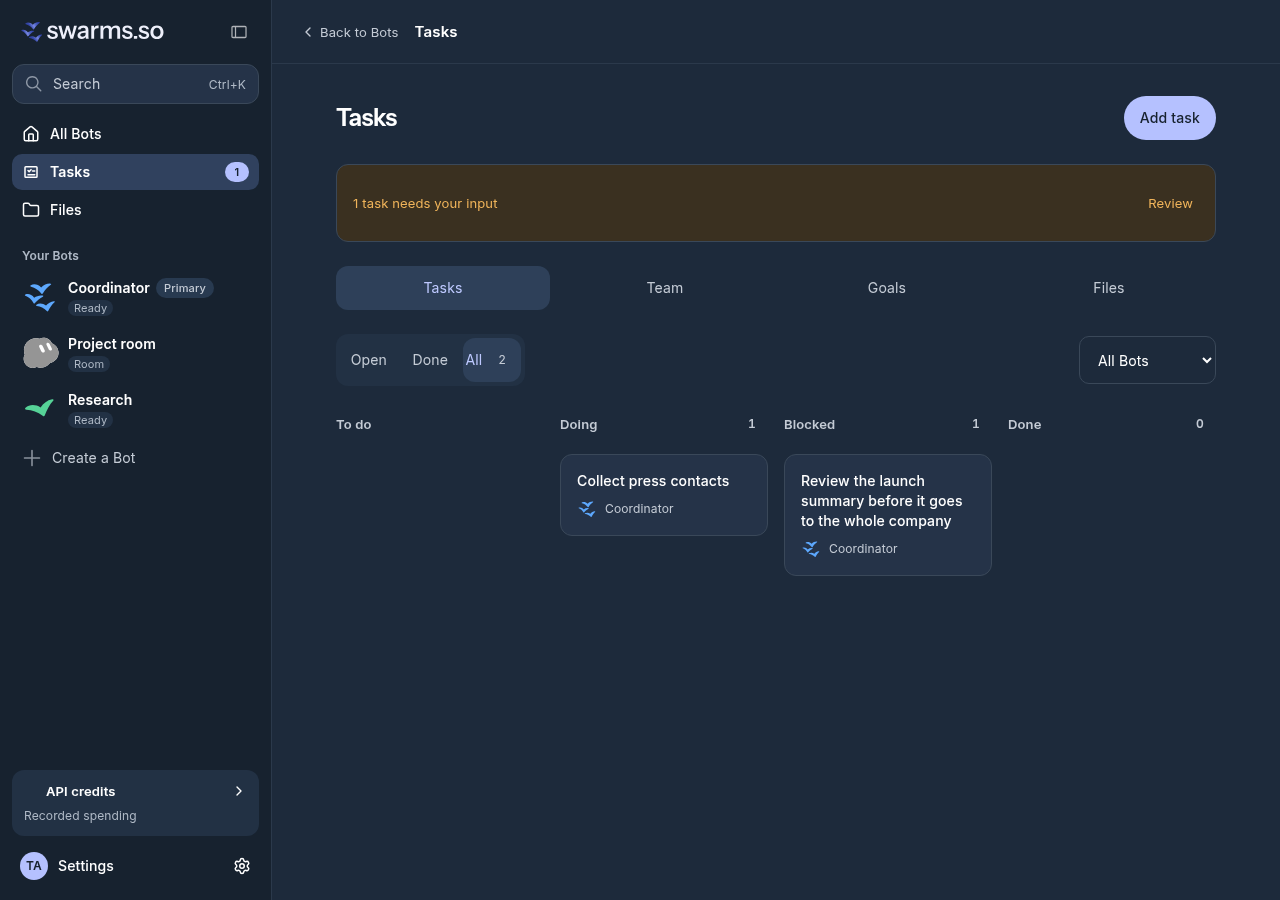 swarms.so
Search Ctrl+K
All Bots
Tasks 1
Files
Your Bots
Coordinator Primary
Ready
Project room
Room
Research
Ready
Create a Bot
API credits
Recorded spending
TA Settings
Back to Bots Tasks
Tasks Add task
1 task needs your input Review
Tasks Team Goals Files
Open Done All 2 All Bots
To do Doing 1 Blocked 1 Done 0
Collect press contacts
Coordinator
Review the launch
summary before it goes
to the whole company
Coordinator